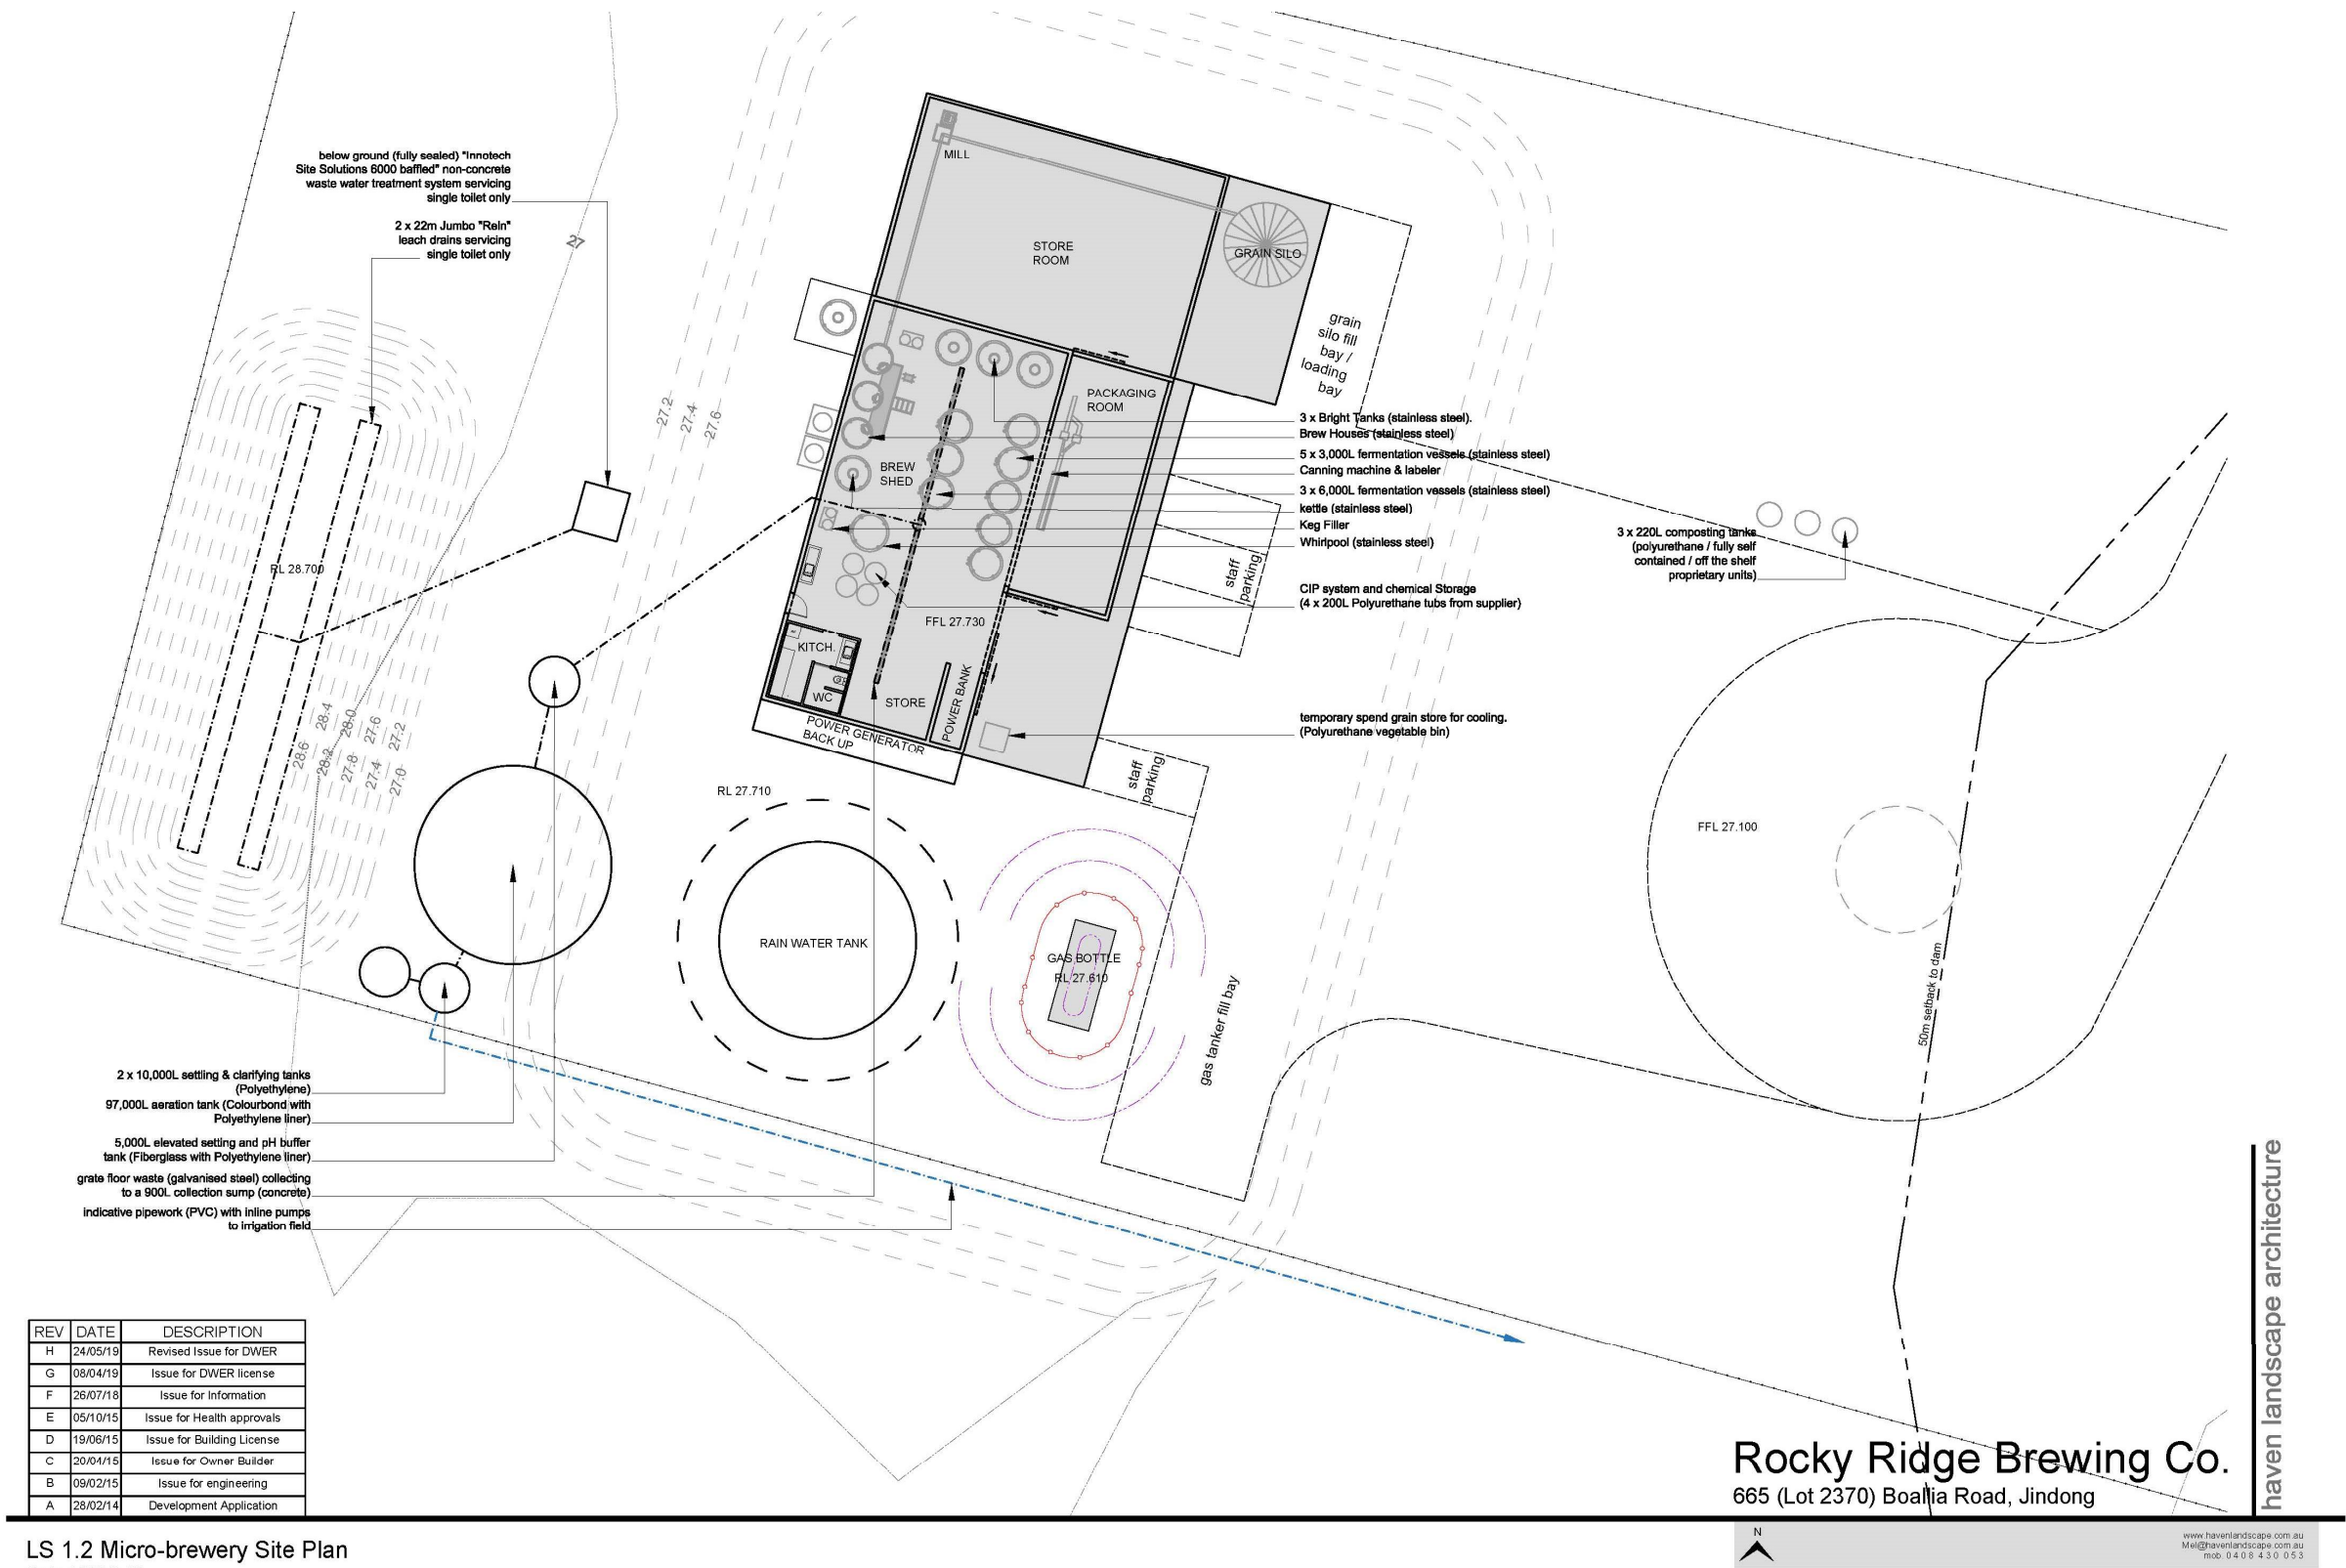 below ground (fully sealed) "Innotech
Site Solutions 6000 baffled" non-concrete
waste water treatment system servicing
single toilet only
2 x 22m Jumbo "Reln"
leach drains servicing
single toilet only
27
27.2
27.4
27.6
MILL
STORE
ROOM
GRAIN SILO
grain
silo fill
bay /
loading
bay
PACKAGING
ROOM
BREW
SHED
3 x Bright Tanks (stainless steel).
Brew Houses (stainless steel)
5 x 3,000L fermentation vessels (stainless steel)
Canning machine & labeler
3 x 6,000L fermentation vessels (stainless steel)
kettle (stainless steel)
Keg Filler
Whirlpool (stainless steel)
CIP system and chemical Storage
(4 x 200L Polyurethane tubs from supplier)
staff
parking
3 x 220L composting tanks
(polyurethane / fully self
contained / off the shelf
proprietary units)
RL 28.700
FFL 27.730
KITCH.
WC
STORE
POWER BANK
POWER GENERATOR
BACK UP
temporary spend grain store for cooling.
(Polyurethane vegetable bin)
staff
parking
28.6
28.4
28.2
28.0
27.8
27.6
27.4
27.2
27.0
RL 27.710
RAIN WATER TANK
GAS BOTTLE
RL 27.610
gas tanker fill bay
FFL 27.100
50m setback to dam
2 x 10,000L settling & clarifying tanks
(Polyethylene)
97,000L aeration tank (Colourbond with
Polyethylene liner)
5,000L elevated setting and pH buffer
tank (Fiberglass with Polyethylene liner)
grate floor waste (galvanised steel) collecting
to a 900L collection sump (concrete)
indicative pipework (PVC) with inline pumps
to irrigation field
REV DATE DESCRIPTION
H 24/05/19 Revised Issue for DWER
G 08/04/19 Issue for DWER license
F 26/07/18 Issue for Information
E 05/10/15 Issue for Health approvals
D 19/06/15 Issue for Building License
C 20/04/15 Issue for Owner Builder
B 09/02/15 Issue for engineering
A 28/02/14 Development Application
Rocky Ridge Brewing Co.
665 (Lot 2370) Boallia Road, Jindong
haven landscape architecture
LS 1.2 Micro-brewery Site Plan
N
www.havenlandscape.com.au
Mel@havenlandscape.com.au
mob. 0 4 0 8 4 3 0 0 5 3